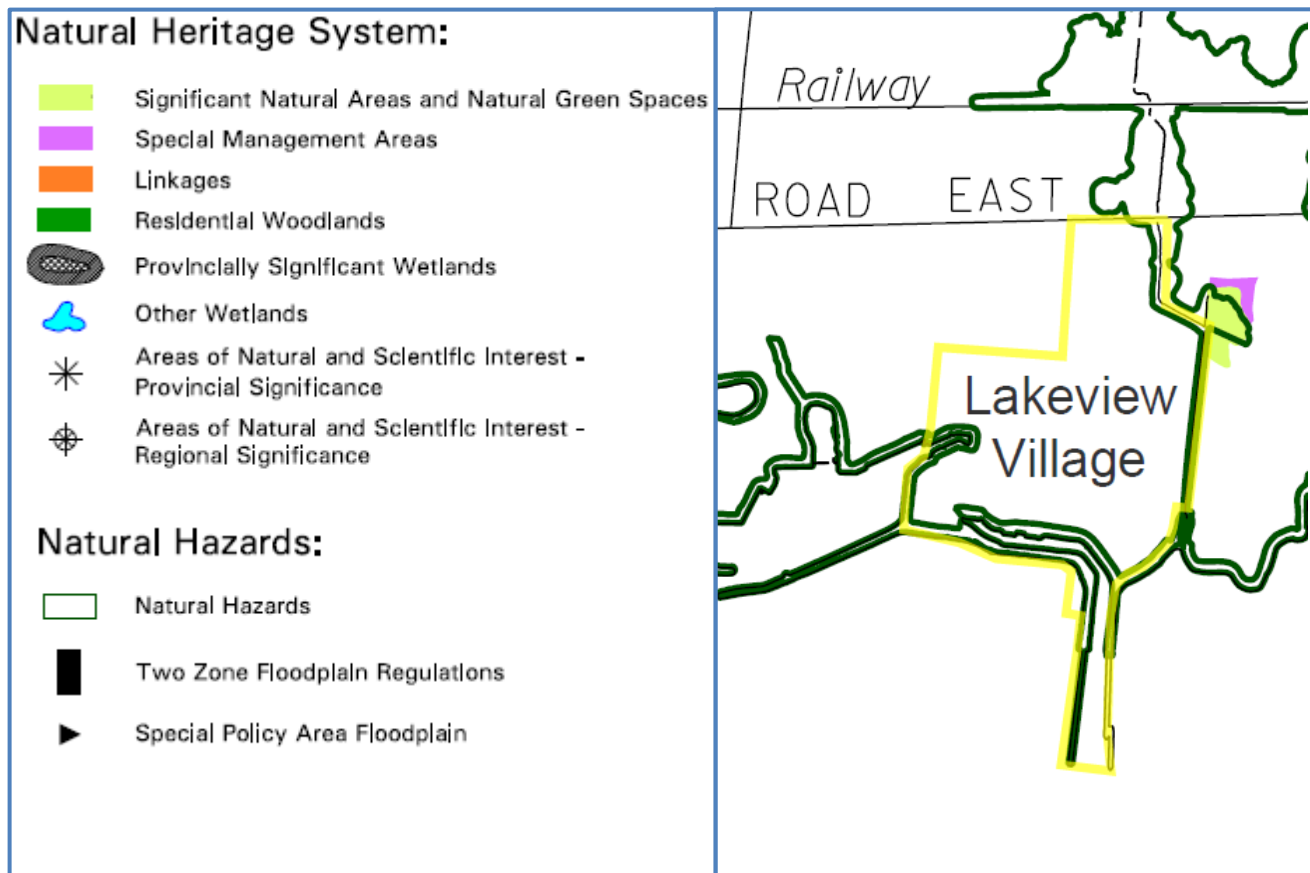 Natural Heritage System:
Significant Natural Areas and Natural Green Spaces
Special Management Areas
Linkages
Residential Woodlands
Provincially Significant Wetlands
Other Wetlands
Areas of Natural and Scientific Interest -
Provincial Significance
Areas of Natural and Scientific Interest -
Regional Significance
Natural Hazards:
Natural Hazards
Two Zone Floodplain Regulations
Special Policy Area Floodplain
Railway
ROAD EAST
Lakeview
Village